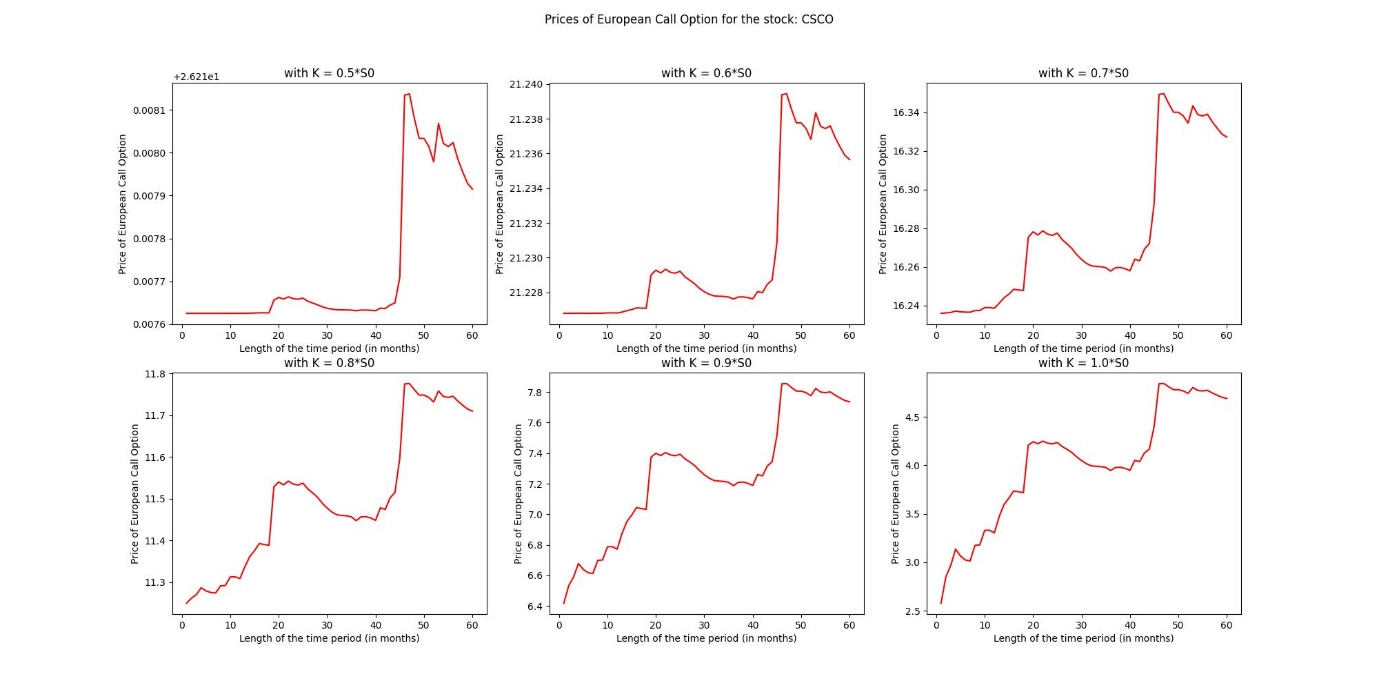 Prices of European Call Option for the stock: CSCO
with K = 0.5*S0
+2.621e1
0.0081
0.0080
0.0079
0.0078
0.0077
0.0076
Price of European Call Option
0 10 20 30 40 50 60
Length of the time period (in months)
with K = 0.6*S0
21.240
21.238
21.236
21.234
21.232
21.230
21.228
Price of European Call Option
0 10 20 30 40 50 60
Length of the time period (in months)
with K = 0.7*S0
16.34
16.32
16.30
16.28
16.26
16.24
Price of European Call Option
0 10 20 30 40 50 60
Length of the time period (in months)
with K = 0.8*S0
11.8
11.7
11.6
11.5
11.4
11.3
Price of European Call Option
0 10 20 30 40 50 60
Length of the time period (in months)
with K = 0.9*S0
7.8
7.6
7.4
7.2
7.0
6.8
6.6
6.4
Price of European Call Option
0 10 20 30 40 50 60
Length of the time period (in months)
with K = 1.0*S0
4.5
4.0
3.5
3.0
2.5
Price of European Call Option
0 10 20 30 40 50 60
Length of the time period (in months)